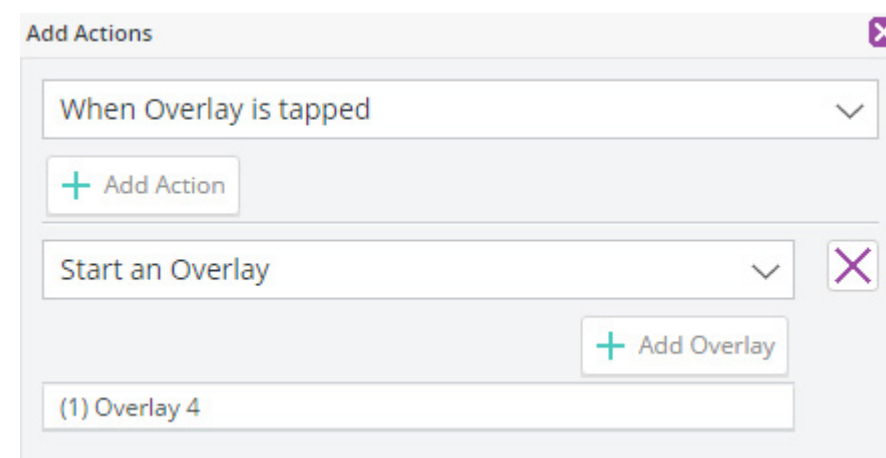 Add Actions
When Overlay is tapped
Add Action
Start an Overlay
Add Overlay
(1) Overlay 4